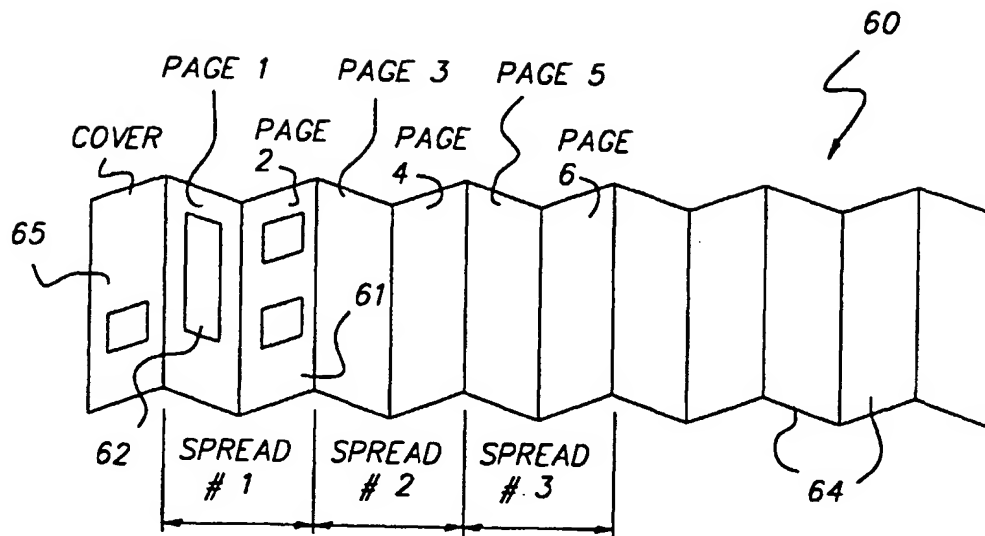 60
PAGE 1
PAGE 3
PAGE 5
COVER
PAGE
2
PAGE
4
PAGE
6
65
61
62
SPREAD
# 1
SPREAD
# 2
SPREAD
# 3
64